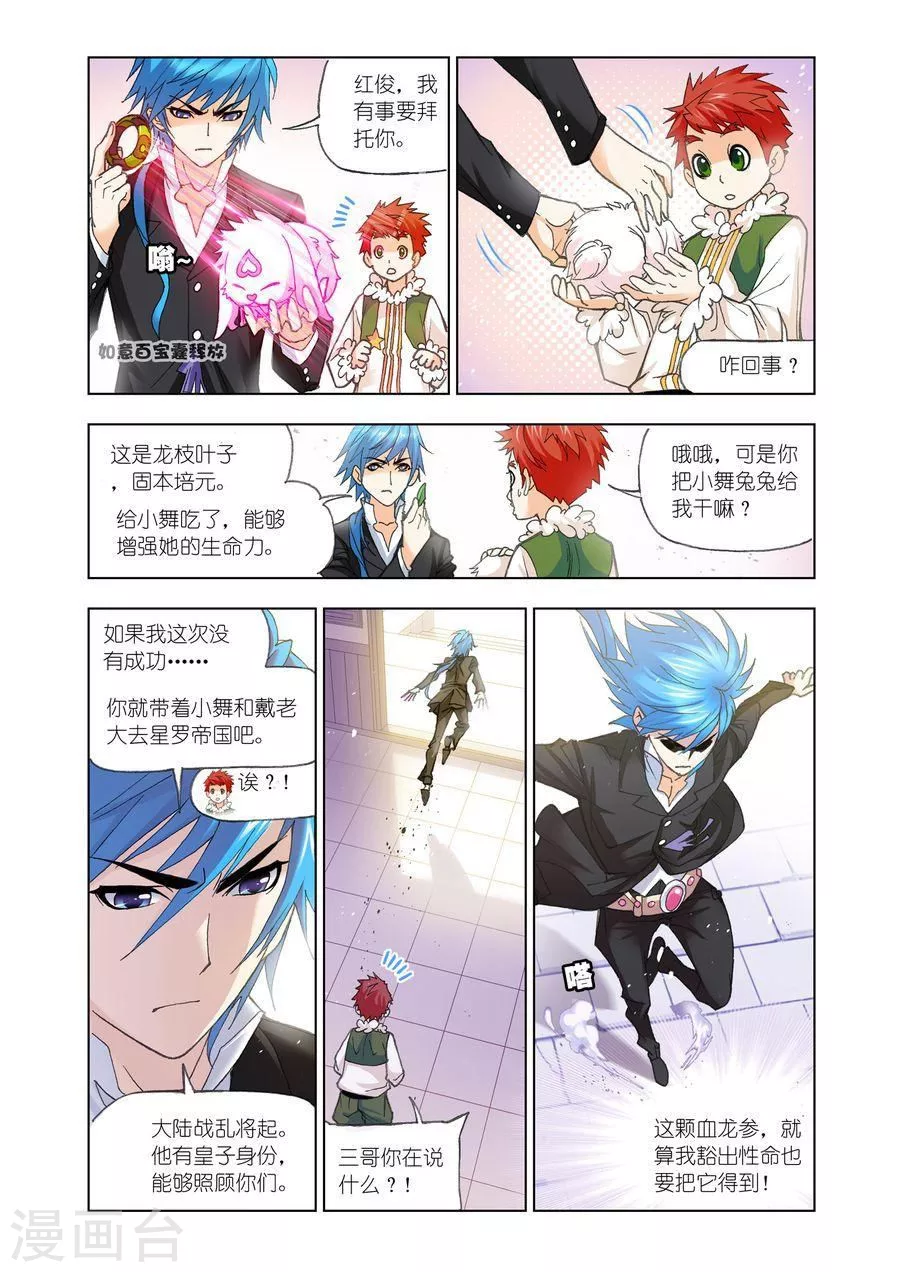 红俊，我
有事要拜
托你。
嗡~
如意百宝囊释放
咋回事？
这是龙枝叶子
，固本培元。
给小舞吃了，能够
增强她的生命力。
哦哦，可是你
把小舞兔兔给
我干嘛？
如果我这次没
有成功······
你就带着小舞和戴老
大去星罗帝国吧。
诶？！
大陆战乱将起。
他有皇子身份，
能够照顾你们。
三哥你在说
什么？！
嗒
这颗血龙参，就
算我豁出性命也
要把它得到！
漫画台